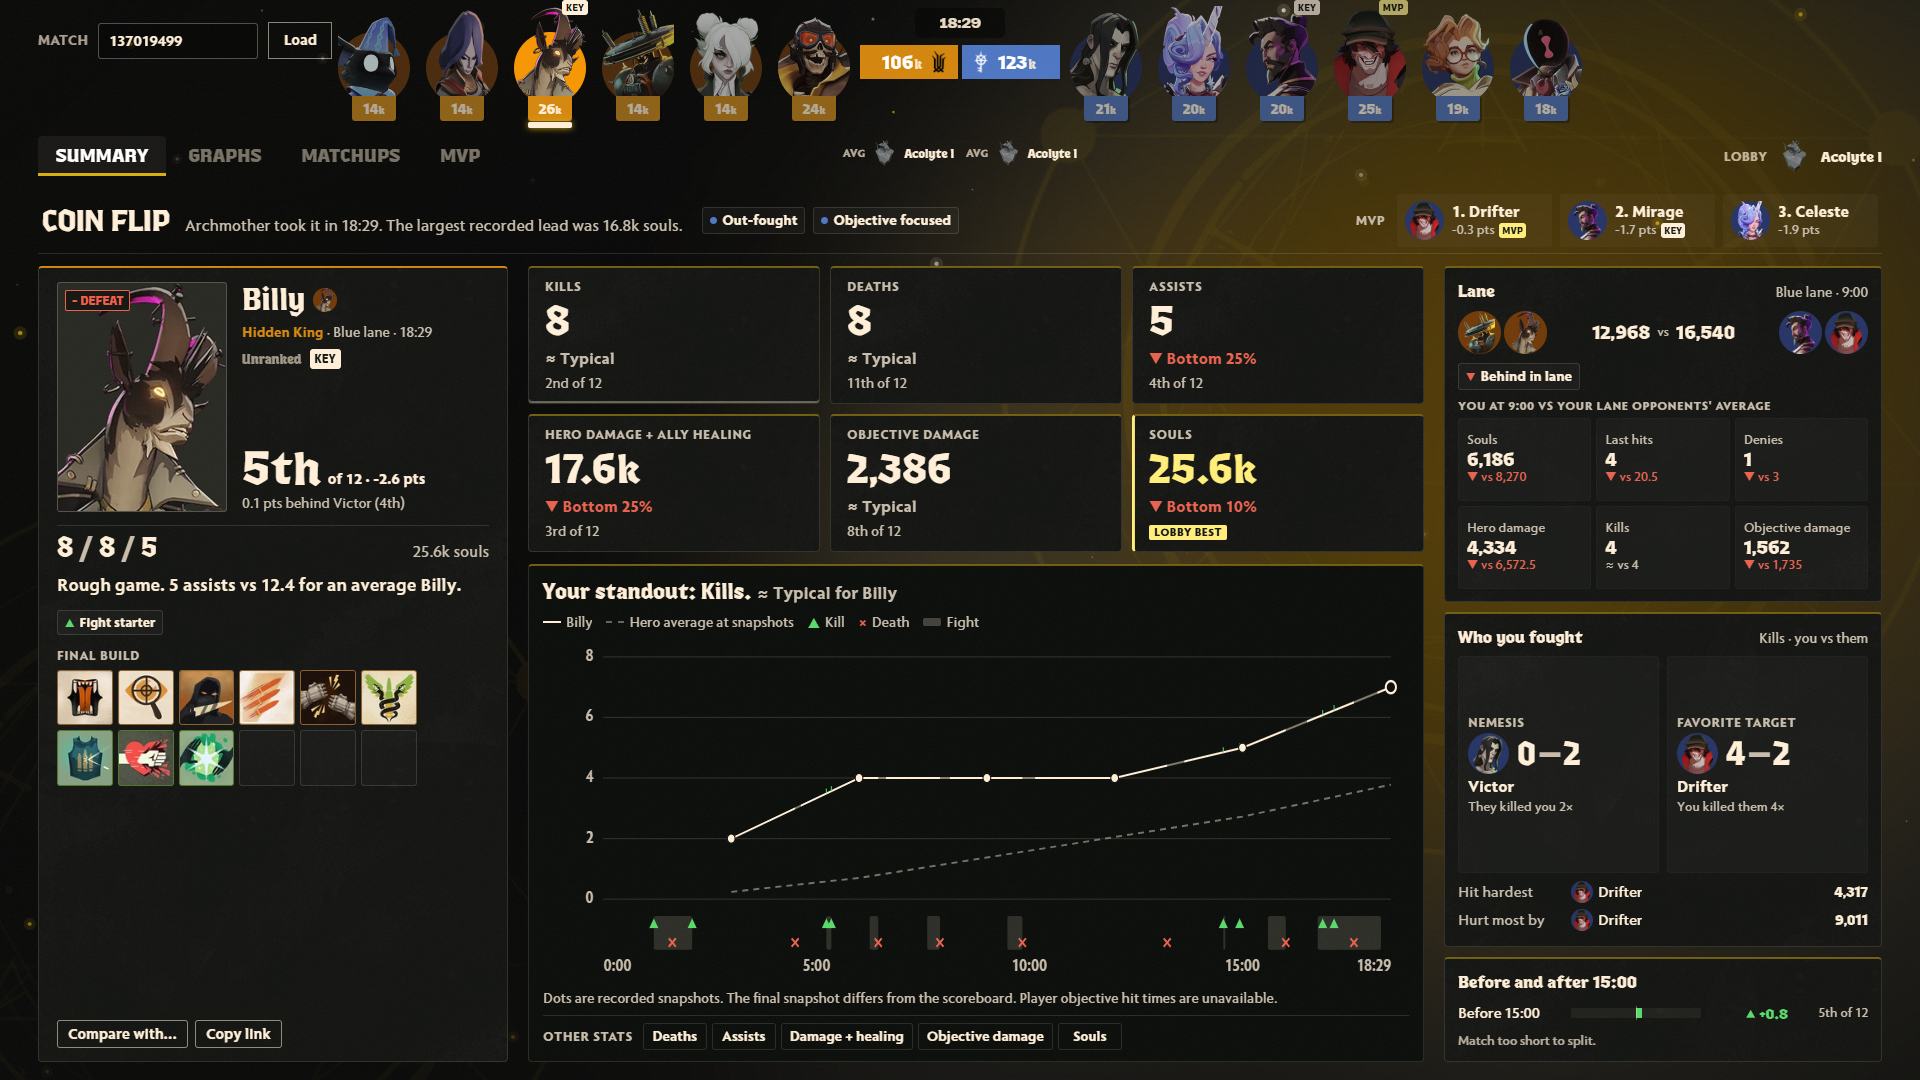 MATCH
137019499
Load
KEY
KEY
MVP
18:29
106k
123k
14k
14k
26k
14k
14k
24k
21k
20k
20k
25k
19k
18k
SUMMARY
GRAPHS
MATCHUPS
MVP
AVG Acolyte I
AVG Acolyte I
LOBBY Acolyte I
COIN FLIP
Archmother took it in 18:29. The largest recorded lead was 16.8k souls.
Out-fought
Objective focused
MVP
1. Drifter
-0.3 pts MVP
2. Mirage
-1.7 pts KEY
3. Celeste
-1.9 pts
- DEFEAT
Billy
Hidden King · Blue lane · 18:29
Unranked KEY
5th of 12 · -2.6 pts
0.1 pts behind Victor (4th)
8 / 8 / 5
25.6k souls
Rough game. 5 assists vs 12.4 for an average Billy.
▲ Fight starter
FINAL BUILD
Compare with...
Copy link
KILLS
8
≈ Typical
2nd of 12
DEATHS
8
≈ Typical
11th of 12
ASSISTS
5
▼ Bottom 25%
4th of 12
HERO DAMAGE + ALLY HEALING
17.6k
▼ Bottom 25%
3rd of 12
OBJECTIVE DAMAGE
2,386
≈ Typical
8th of 12
SOULS
25.6k
▼ Bottom 10%
LOBBY BEST
Your standout: Kills. ≈ Typical for Billy
Billy
Hero average at snapshots
▲ Kill
× Death
Fight
8
6
4
2
0
0:00
5:00
10:00
15:00
18:29
Dots are recorded snapshots. The final snapshot differs from the scoreboard. Player objective hit times are unavailable.
OTHER STATS
Deaths
Assists
Damage + healing
Objective damage
Souls
Lane
Blue lane · 9:00
12,968 vs 16,540
▼ Behind in lane
YOU AT 9:00 VS YOUR LANE OPPONENTS' AVERAGE
Souls
6,186
▼ vs 8,270
Last hits
4
▼ vs 20.5
Denies
1
▼ vs 3
Hero damage
4,334
▼ vs 6,572.5
Kills
4
≈ vs 4
Objective damage
1,562
▼ vs 1,735
Who you fought
Kills · you vs them
NEMESIS
0–2
Victor
They killed you 2×
FAVORITE TARGET
4–2
Drifter
You killed them 4×
Hit hardest
Drifter
4,317
Hurt most by
Drifter
9,011
Before and after 15:00
Before 15:00
▲ +0.8
5th of 12
Match too short to split.